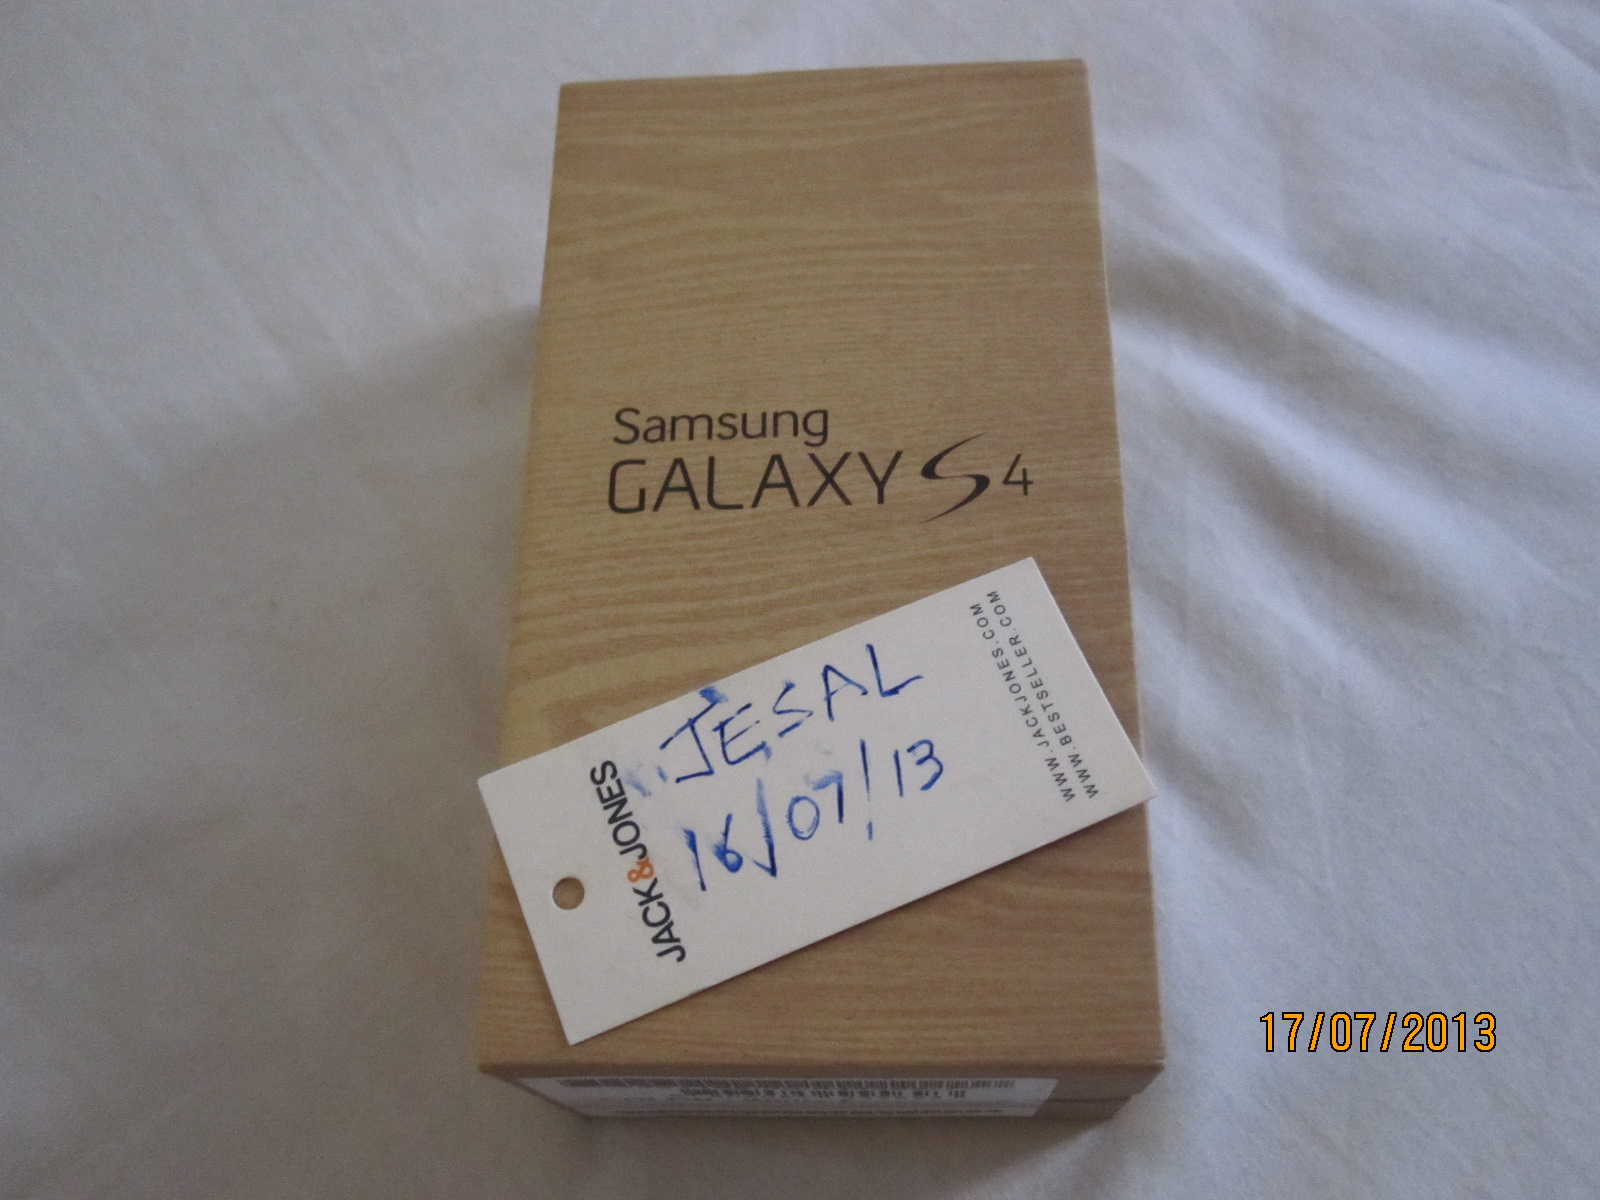 Samsung
GALAXY S4
JACK&JONES
JESAL
16/07/13
WWW.JACKJONES.COM
WWW.BESTSELLER.COM
17/07/2013